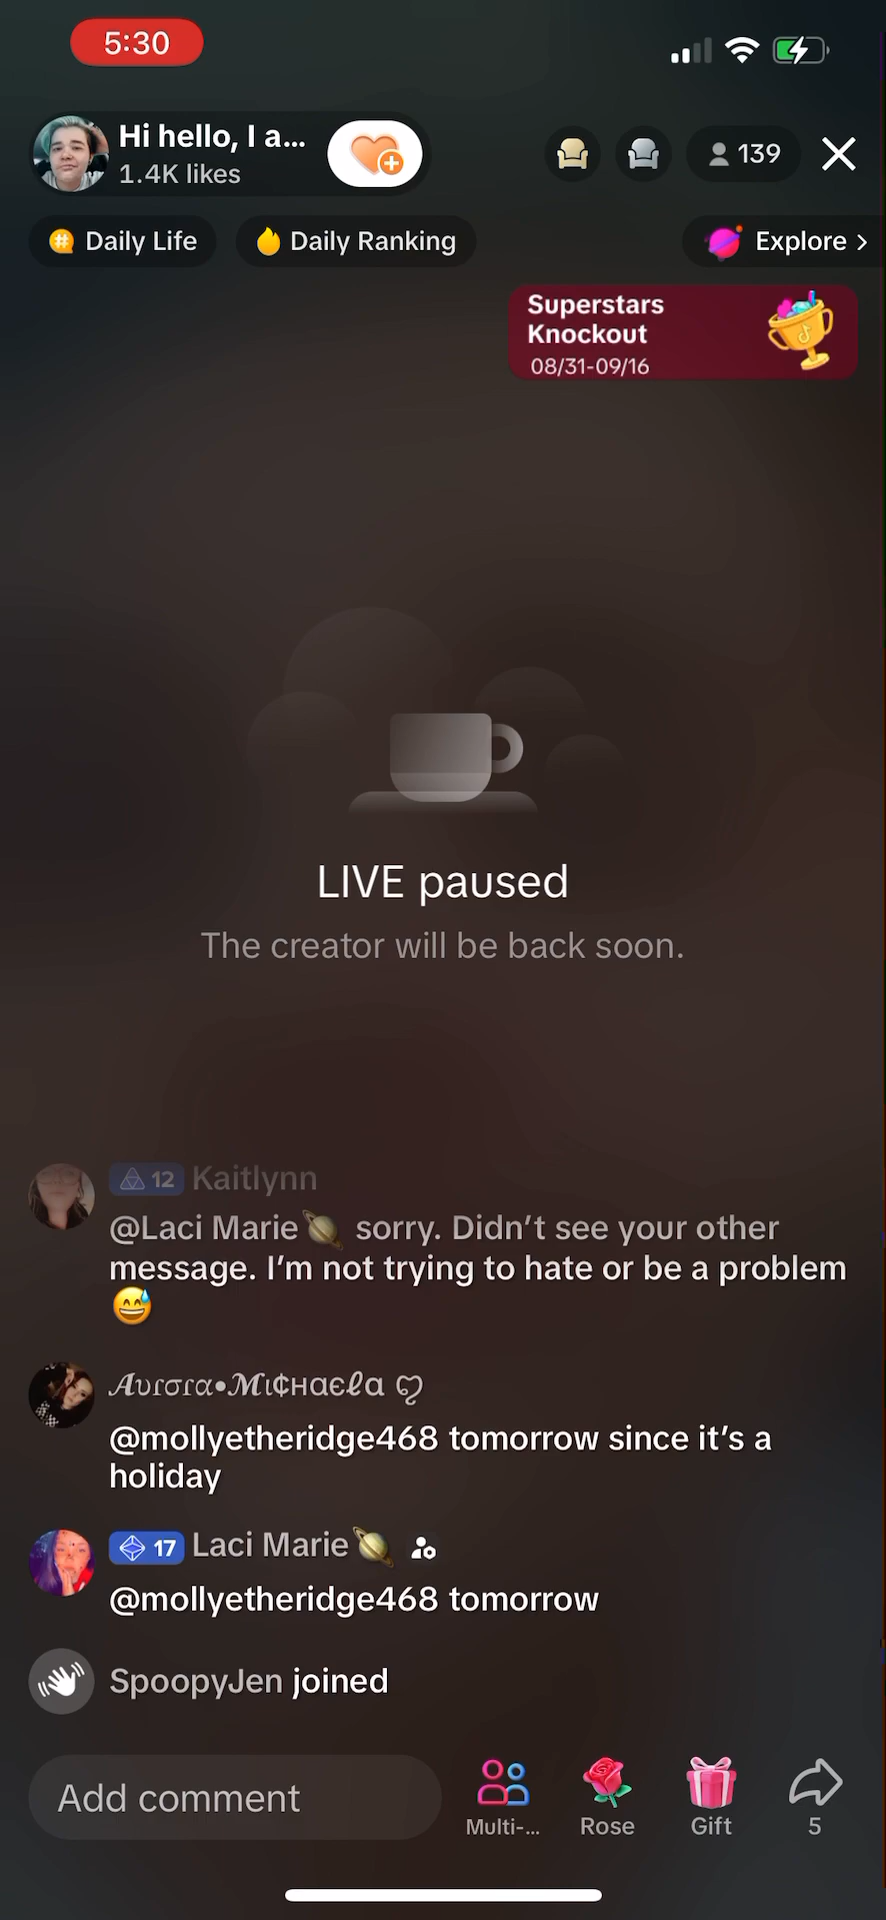 5:30
Hi hello, I a...
1.4K likes
139
Daily Life
Daily Ranking
Explore >
Superstars
Knockout
08/31-09/16
LIVE paused
The creator will be back soon.
12 Kaitlynn
@Laci Marie🪐 sorry. Didn’t see your other
message. I’m not trying to hate or be a problem
😅
𝓐υɾσɾα•𝓜ι¢нαєℓα ღ
@mollyetheridge468 tomorrow since it’s a
holiday
17 Laci Marie🪐
@mollyetheridge468 tomorrow
SpoopyJen joined
Add comment
Multi-...
Rose
Gift
5